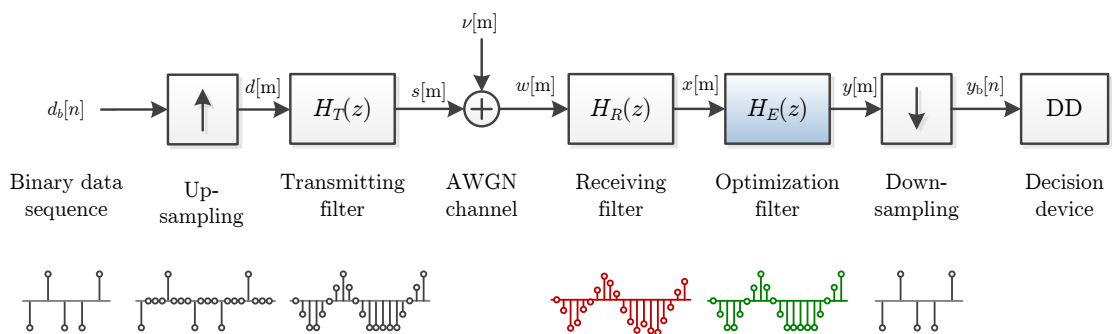 ν[m]
d_b[n]
d[m]
H_T(z)
s[m]
w[m]
H_R(z)
x[m]
H_E(z)
y[m]
y_b[n]
DD
Binary data
sequence
Up-
sampling
Transmitting
filter
AWGN
channel
Receiving
filter
Optimization
filter
Down-
sampling
Decision
device